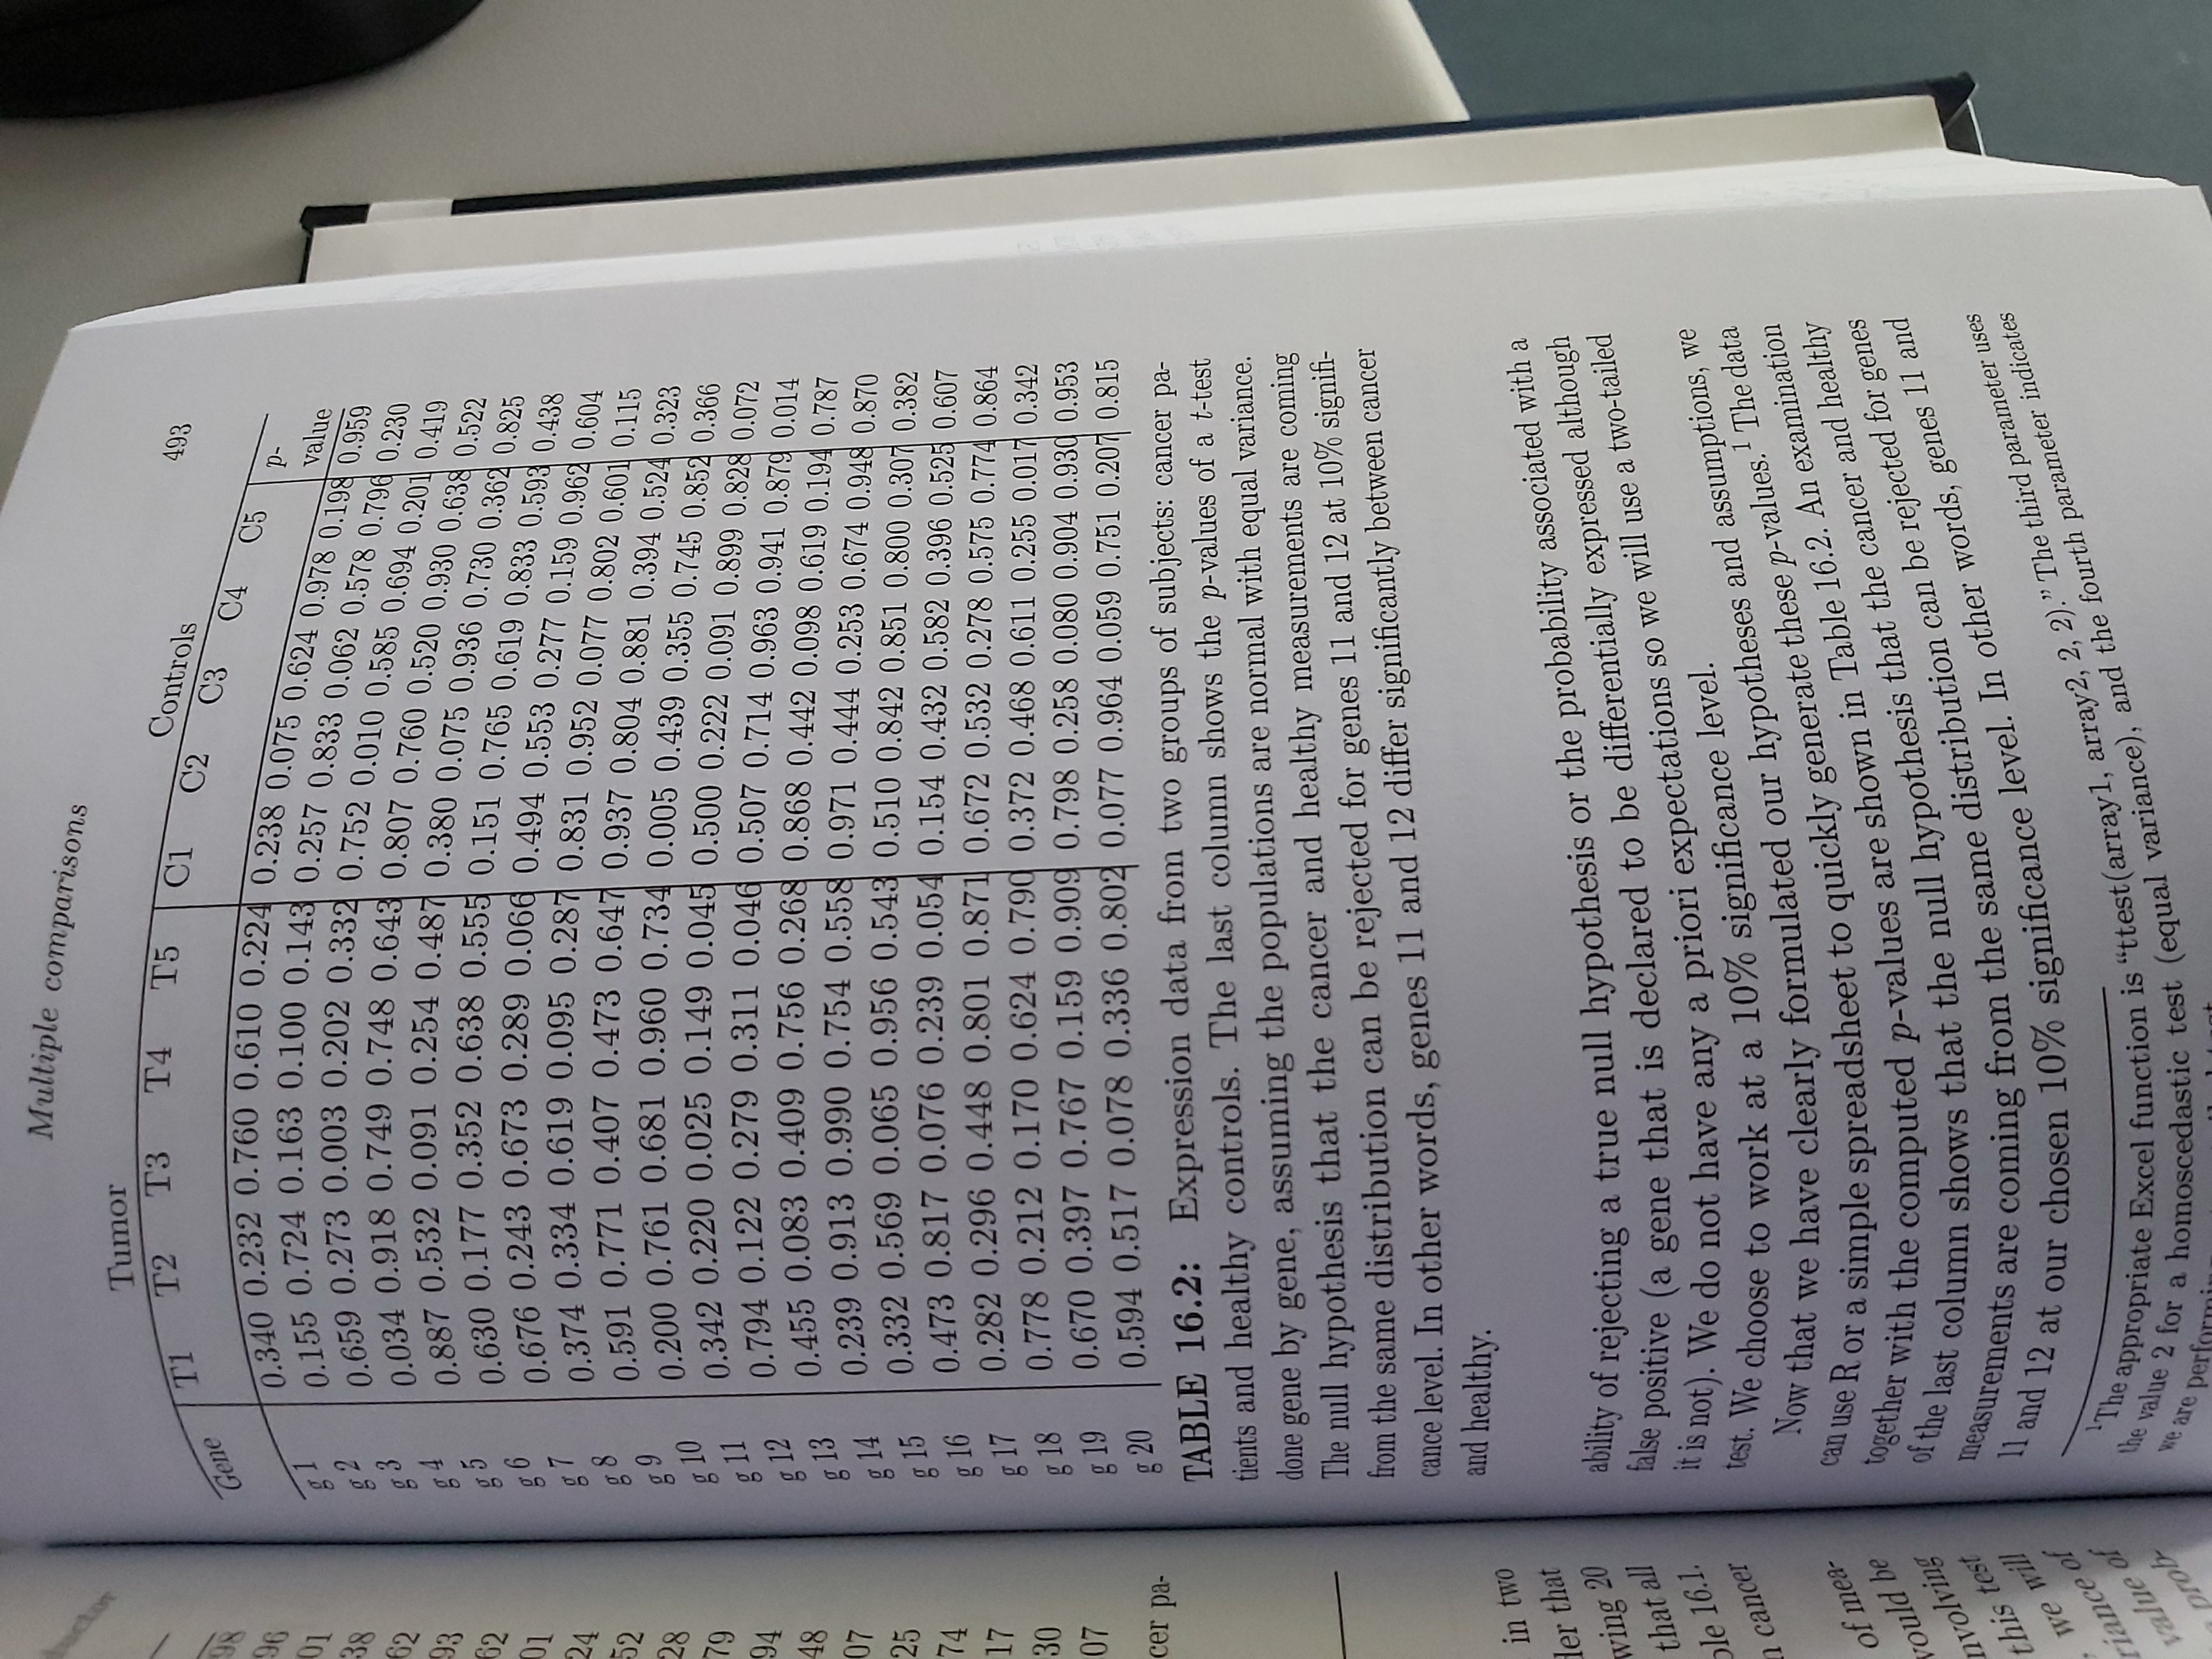 Multiple comparisons
493
Tumor Controls
Gene T1 T2 T3 T4 T5 C1 C2 C3 C4 C5 p-
value
g 1 0.340 0.232 0.760 0.610 0.224 0.238 0.075 0.624 0.978 0.198 0.959
g 2 0.155 0.724 0.163 0.100 0.143 0.257 0.833 0.062 0.578 0.796 0.230
g 3 0.659 0.273 0.003 0.202 0.332 0.752 0.010 0.585 0.694 0.201 0.419
g 4 0.034 0.918 0.749 0.748 0.643 0.807 0.760 0.520 0.930 0.638 0.522
g 5 0.887 0.532 0.091 0.254 0.487 0.380 0.075 0.936 0.730 0.362 0.825
g 6 0.630 0.177 0.352 0.638 0.555 0.151 0.765 0.619 0.833 0.593 0.438
g 7 0.676 0.243 0.673 0.289 0.066 0.494 0.553 0.277 0.159 0.962 0.604
g 8 0.374 0.334 0.619 0.095 0.287 0.831 0.952 0.077 0.802 0.601 0.115
g 9 0.591 0.771 0.407 0.473 0.647 0.937 0.804 0.881 0.394 0.524 0.323
g 10 0.200 0.761 0.681 0.960 0.734 0.005 0.439 0.355 0.745 0.852 0.366
g 11 0.342 0.220 0.025 0.149 0.045 0.500 0.222 0.091 0.899 0.828 0.072
g 12 0.794 0.122 0.279 0.311 0.046 0.507 0.714 0.963 0.941 0.879 0.014
g 13 0.455 0.083 0.409 0.756 0.268 0.868 0.442 0.098 0.619 0.194 0.787
g 14 0.239 0.913 0.990 0.754 0.558 0.971 0.444 0.253 0.674 0.948 0.870
g 15 0.332 0.569 0.065 0.956 0.543 0.510 0.842 0.851 0.800 0.307 0.382
g 16 0.473 0.817 0.076 0.239 0.054 0.154 0.432 0.582 0.396 0.525 0.607
g 17 0.282 0.296 0.448 0.801 0.871 0.672 0.532 0.278 0.575 0.774 0.864
g 18 0.778 0.212 0.170 0.624 0.790 0.372 0.468 0.611 0.255 0.017 0.342
g 19 0.670 0.397 0.767 0.159 0.909 0.798 0.258 0.080 0.904 0.930 0.953
g 20 0.594 0.517 0.078 0.336 0.802 0.077 0.964 0.059 0.751 0.207 0.815
TABLE 16.2: Expression data from two groups of subjects: cancer pa-
tients and healthy controls. The last column shows the p-values of a t-test
done gene by gene, assuming the populations are normal with equal variance.
The null hypothesis that the cancer and healthy measurements are coming
from the same distribution can be rejected for genes 11 and 12 at 10% signifi-
cance level. In other words, genes 11 and 12 differ significantly between cancer
and healthy.
ability of rejecting a true null hypothesis or the probability associated with a
false positive (a gene that is declared to be differentially expressed although
it is not). We do not have any a priori expectations so we will use a two-tailed
test. We choose to work at a 10% significance level.
Now that we have clearly formulated our hypotheses and assumptions, we
can use R or a simple spreadsheet to quickly generate these p-values.1 The data
together with the computed p-values are shown in Table 16.2. An examination
of the last column shows that the null hypothesis that the cancer and healthy
measurements are coming from the same distribution can be rejected for genes
11 and 12 at our chosen 10% significance level. In other words, genes 11 and
1The appropriate Excel function is “ttest(array1, array2, 2, 2).” The third parameter uses
the value 2 for a homoscedastic test (equal variance), and the fourth parameter indicates
we are